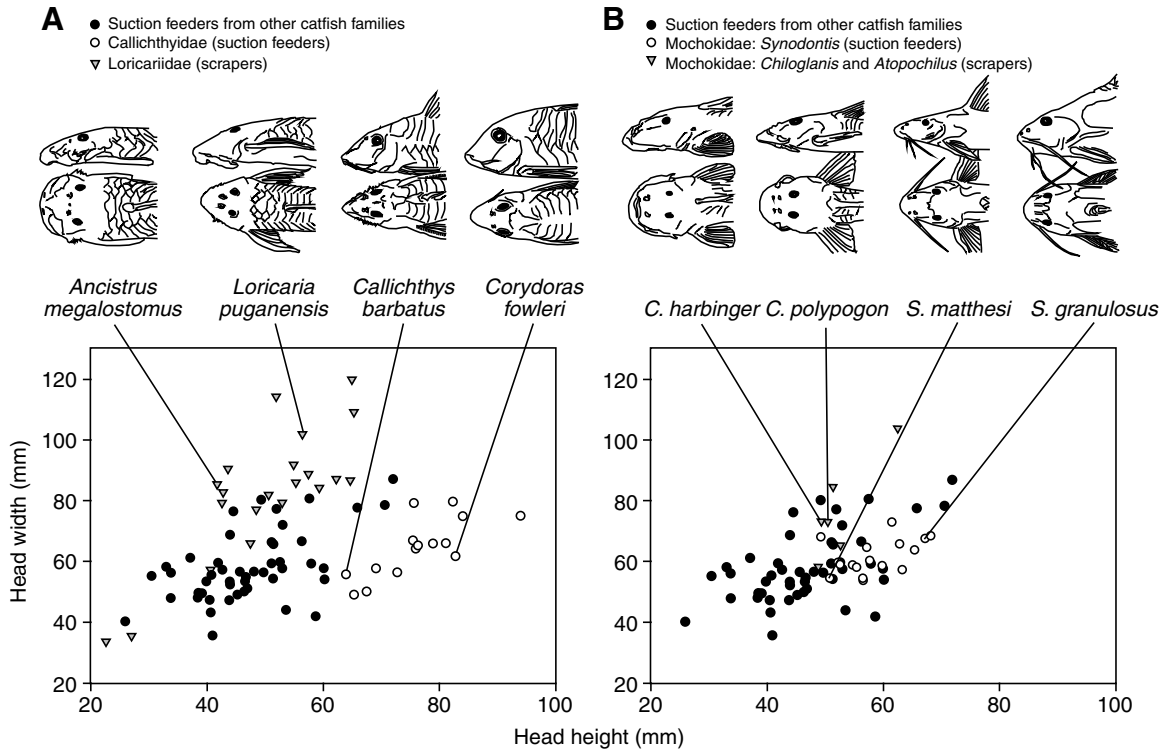 A
Suction feeders from other catfish families
Callichthyidae (suction feeders)
Loricariidae (scrapers)
Ancistrus
megalostomus
Loricaria
puganensis
Callichthys
barbatus
Corydoras
fowleri
Head width (mm)
120
100
80
60
40
20
20 40 60 80 100
B
Suction feeders from other catfish families
Mochokidae: Synodontis (suction feeders)
Mochokidae: Chiloglanis and Atopochilus (scrapers)
C. harbinger C. polypogon S. matthesi S. granulosus
120
100
80
60
40
20
20 40 60 80 100
Head height (mm)